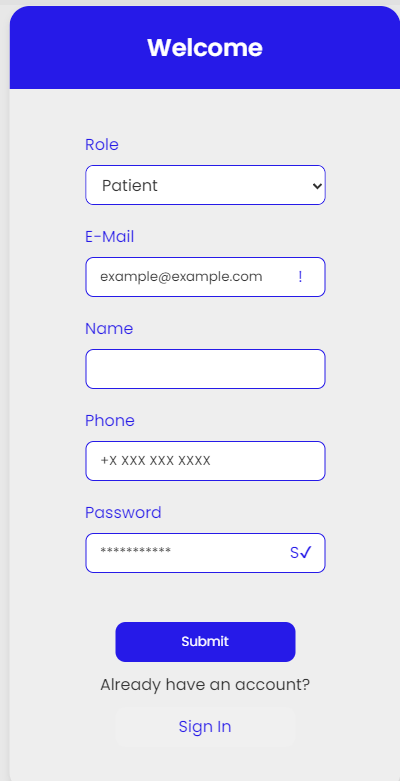 Welcome
Role
Patient
E-Mail
example@example.com !
Name
Phone
+X XXX XXX XXXX
Password
*********** S✓
Submit
Already have an account?
Sign In